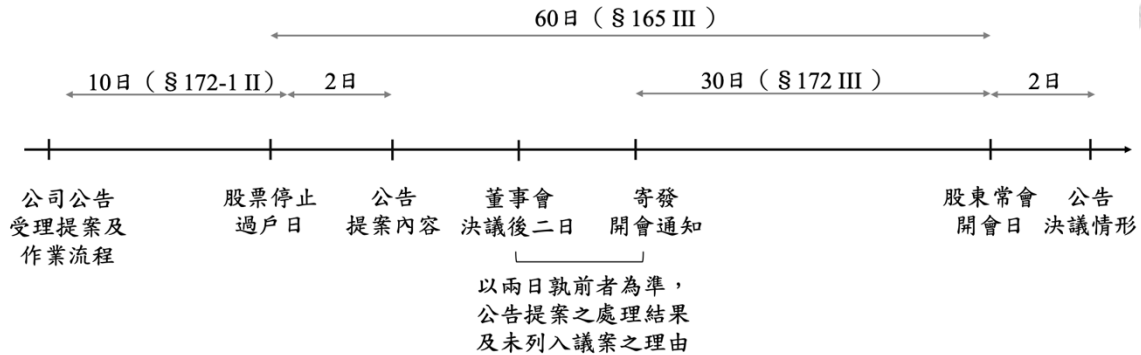 60日(§165 III)
10日(§172-1 II)
2日
30日(§172 III)
2日
公司公告
受理提案及
作業流程
股票停止
過戶日
公告
提案內容
董事會
決議後二日
寄發
開會通知
股東常會
開會日
公告
決議情形
以兩日孰前者為準，
公告提案之處理結果
及未列入議案之理由